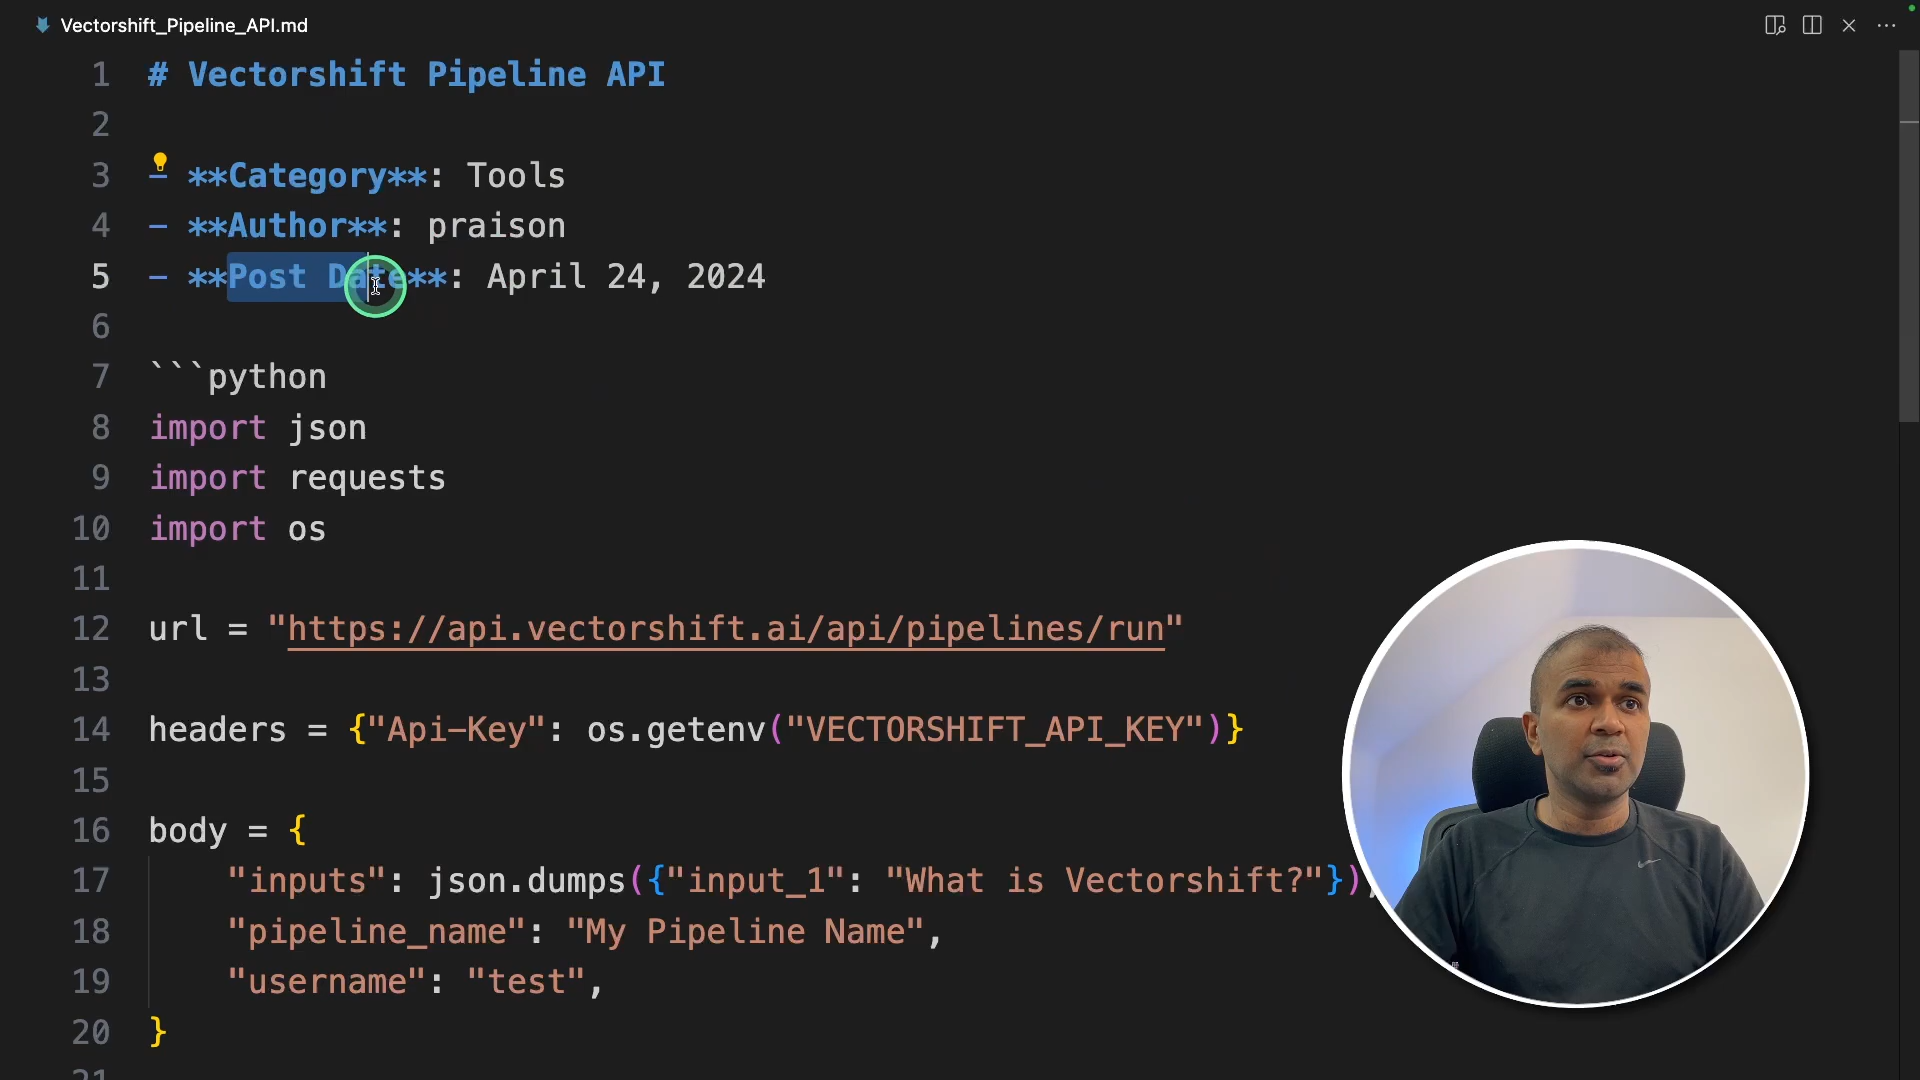 Vectorshift_Pipeline_API.md
1 # Vectorshift Pipeline API
2
3 - **Category**: Tools
4 - **Author**: praison
5 - **Post Date**: April 24, 2024
6
7 ```python
8 import json
9 import requests
10 import os
11
12 url = "https://api.vectorshift.ai/api/pipelines/run"
13
14 headers = {"Api-Key": os.getenv("VECTORSHIFT_API_KEY")}
15
16 body = {
17 "inputs": json.dumps({"input_1": "What is Vectorshift?"}),
18 "pipeline_name": "My Pipeline Name",
19 "username": "test",
20 }
21